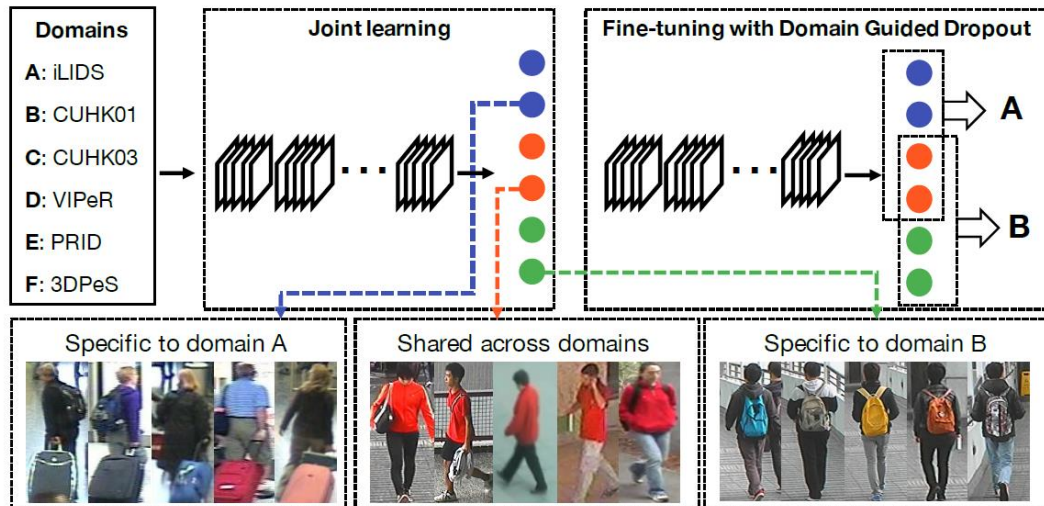 Domains
A: iLIDS
B: CUHK01
C: CUHK03
D: VIPeR
E: PRID
F: 3DPeS
Joint learning
Fine-tuning with Domain Guided Dropout
A
B
Specific to domain A
Shared across domains
Specific to domain B